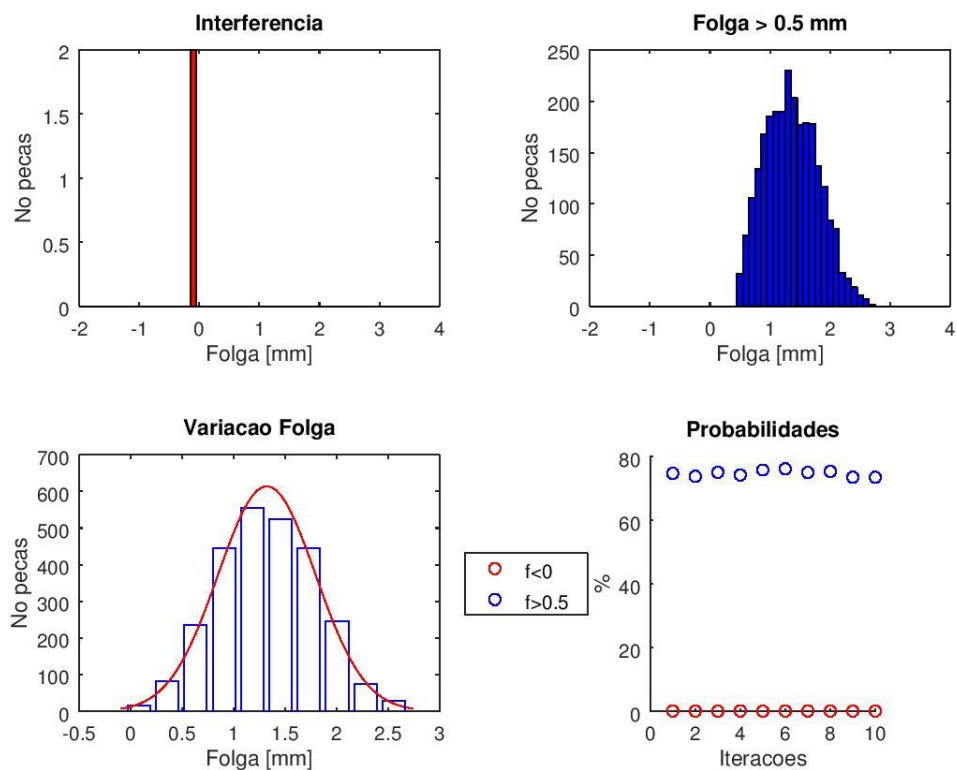 Interferencia
2
1.5
1
0.5
0
No pecas
-2 -1 0 1 2 3 4
Folga [mm]
Folga > 0.5 mm
250
200
150
100
50
0
No pecas
-2 -1 0 1 2 3 4
Folga [mm]
Variacao Folga
700
600
500
400
300
200
100
0
No pecas
-0.5 0 0.5 1 1.5 2 2.5 3
Folga [mm]
f<0
f>0.5
Probabilidades
80
60
40
20
0
%
0 2 4 6 8 10
Iteracoes